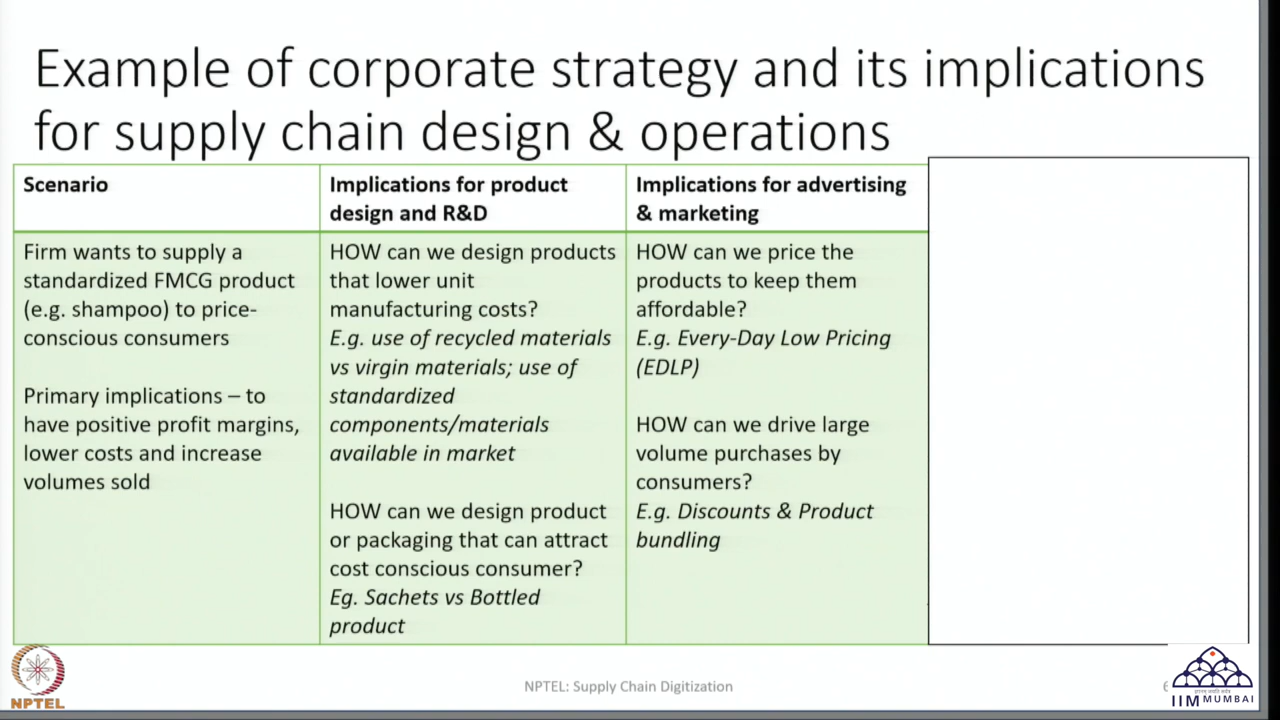 Example of corporate strategy and its implications
for supply chain design & operations
Scenario
Implications for product
design and R&D
Implications for advertising
& marketing
Firm wants to supply a
standardized FMCG product
(e.g. shampoo) to price-
conscious consumers
Primary implications – to
have positive profit margins,
lower costs and increase
volumes sold
HOW can we design products
that lower unit
manufacturing costs?
E.g. use of recycled materials
vs virgin materials; use of
standardized
components/materials
available in market
HOW can we design product
or packaging that can attract
cost conscious consumer?
Eg. Sachets vs Bottled
product
HOW can we price the
products to keep them
affordable?
E.g. Every-Day Low Pricing
(EDLP)
HOW can we drive large
volume purchases by
consumers?
E.g. Discounts & Product
bundling
NPTEL
NPTEL: Supply Chain Digitization
6
IIM MUMBAI